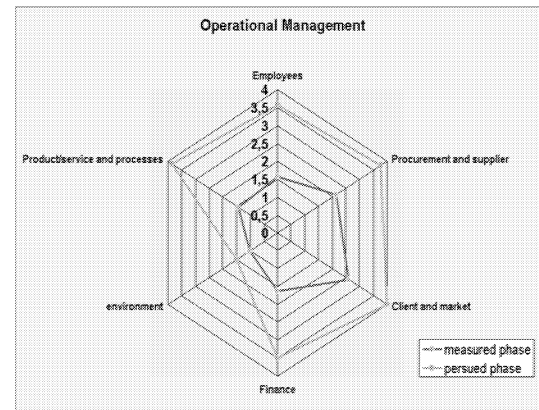 Operational Management
Employees
4
3,5
3
2,5
2
1,5
1
0,5
0
Product/service and processes
Procurement and supplier
environment
Client and market
Finance
measured phase
persued phase